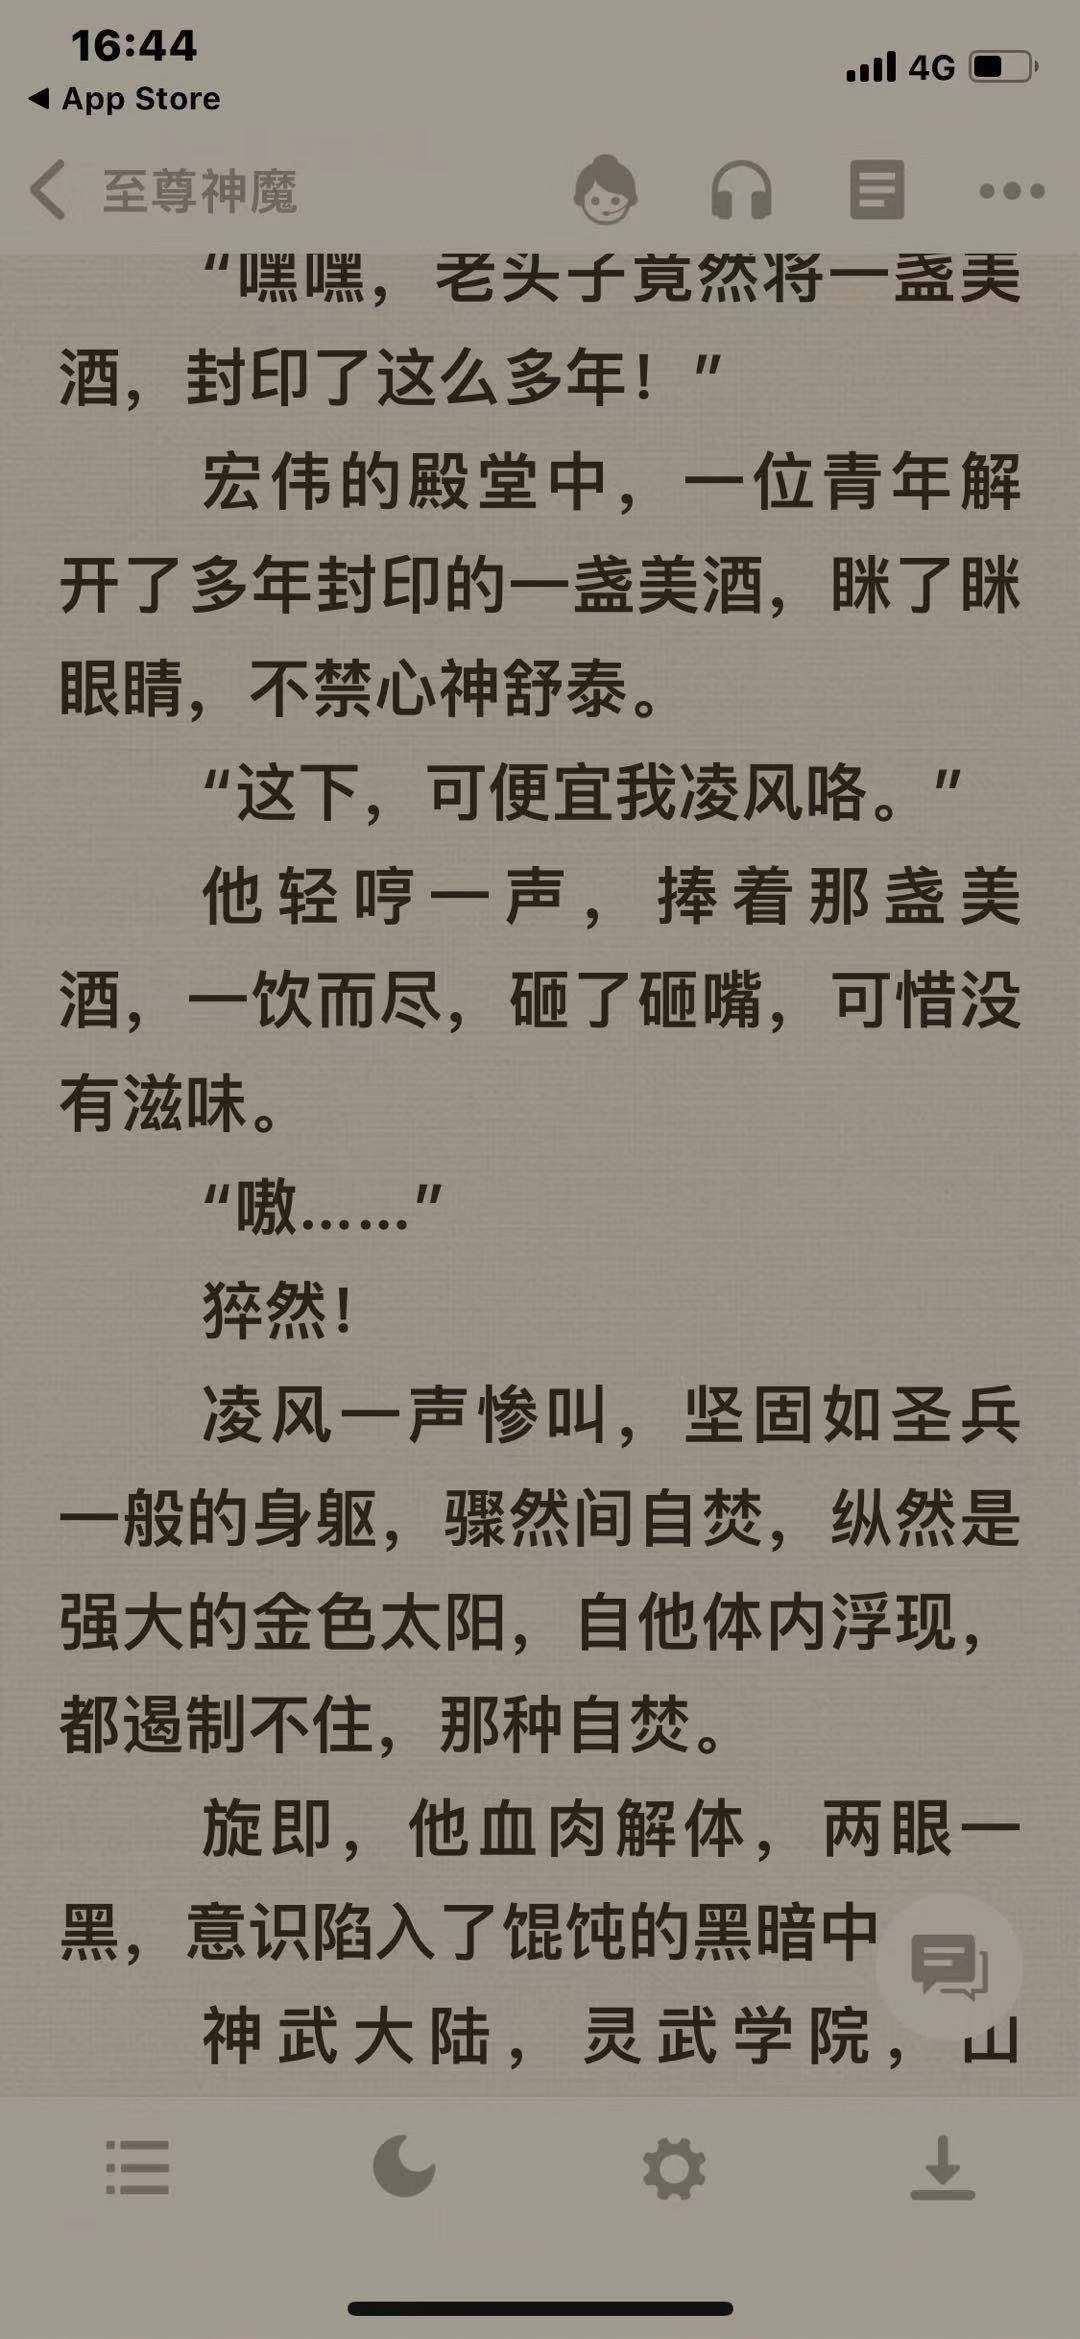 16:44
4G
App Store
至尊神魔
“嘿嘿，老头子竟然将一盏美
酒，封印了这么多年！”
宏伟的殿堂中，一位青年解
开了多年封印的一盏美酒，眯了眯
眼睛，不禁心神舒泰。
“这下，可便宜我凌风咯。”
他轻哼一声，捧着那盏美
酒，一饮而尽，砸了砸嘴，可惜没
有滋味。
“嗷……”
猝然！
凌风一声惨叫，坚固如圣兵
一般的身躯，骤然间自焚，纵然是
强大的金色太阳，自他体内浮现，
都遏制不住，那种自焚。
旋即，他血肉解体，两眼一
黑，意识陷入了馄饨的黑暗中
神武大陆，灵武学院，山